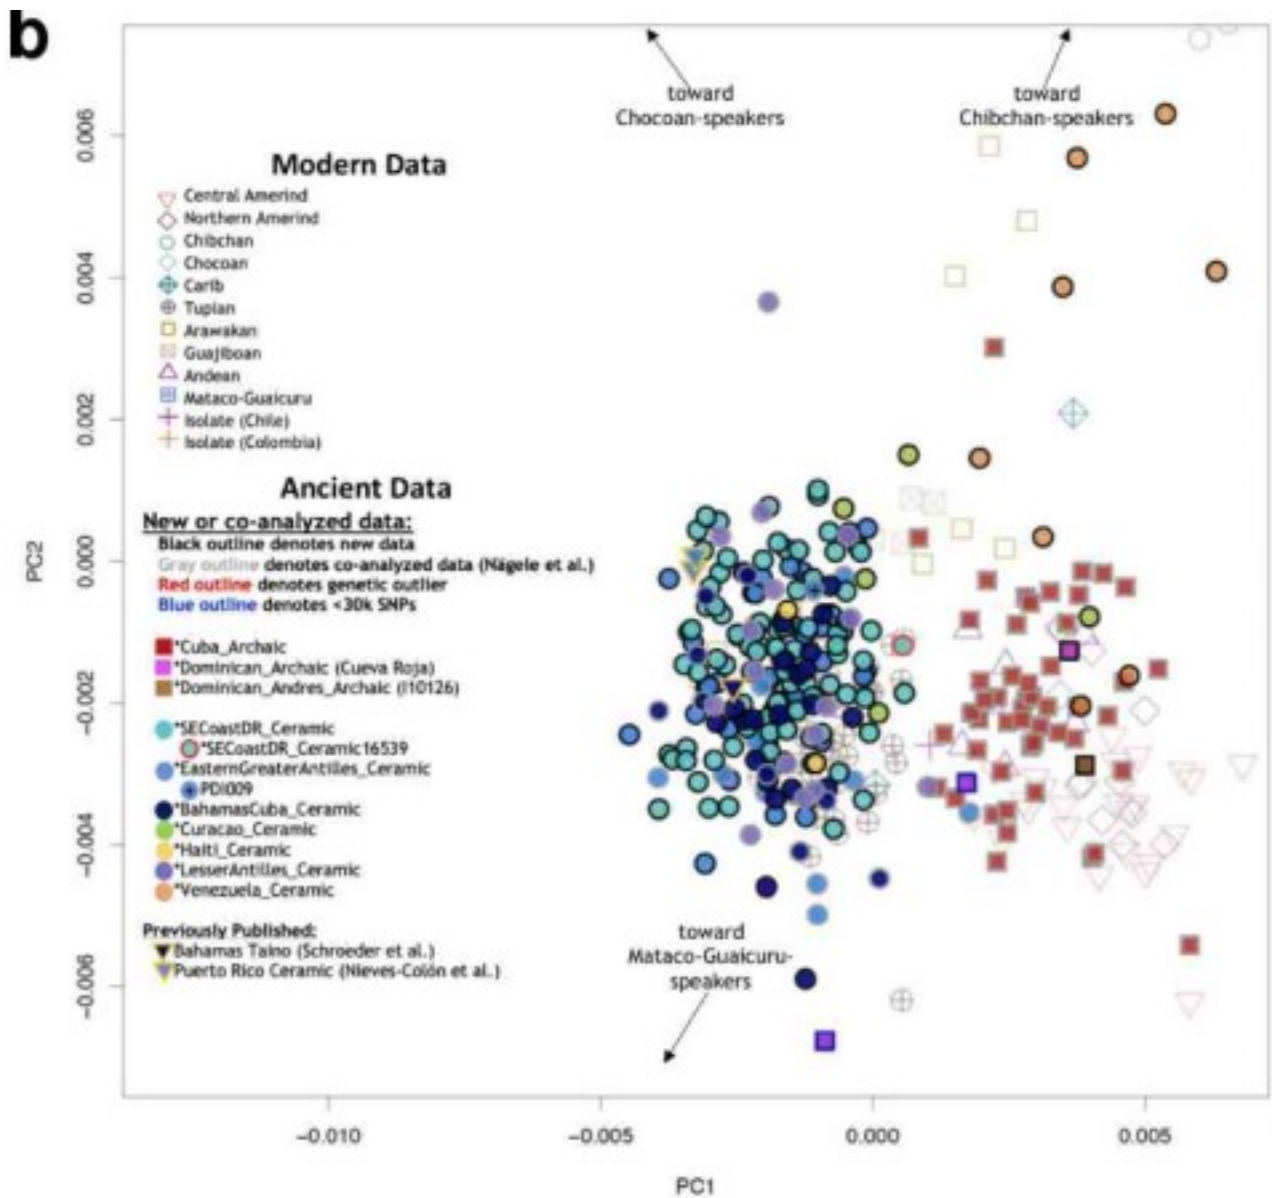 b
toward
Chocoan-speakers
toward
Chibchan-speakers
Modern Data
Central Amerind
Northern Amerind
Chibchan
Chocoan
Carib
Tupian
Arawakan
Guajiboan
Andean
Mataco-Guaicuru
Isolate (Chile)
Isolate (Colombia)
Ancient Data
New or co-analyzed data:
Black outline denotes new data
Gray outline denotes co-analyzed data (Nägele et al.)
Red outline denotes genetic outlier
Blue outline denotes <30k SNPs
*Cuba_Archaic
*Dominican_Archaic (Cueva Roja)
*Dominican_Andres_Archaic (I10126)
*SECoastDR_Ceramic
*SECoastDR_Ceramic16539
*EasternGreaterAntilles_Ceramic
PDI009
*BahamasCuba_Ceramic
*Curacao_Ceramic
*Haiti_Ceramic
*LesserAntilles_Ceramic
*Venezuela_Ceramic
Previously Published:
Bahamas Taino (Schroeder et al.)
Puerto Rico Ceramic (Nieves-Colón et al.)
toward
Mataco-Guaicuru-
speakers
PC2
0.006
0.004
0.002
0.000
−0.002
−0.004
−0.006
−0.010
−0.005
0.000
0.005
PC1